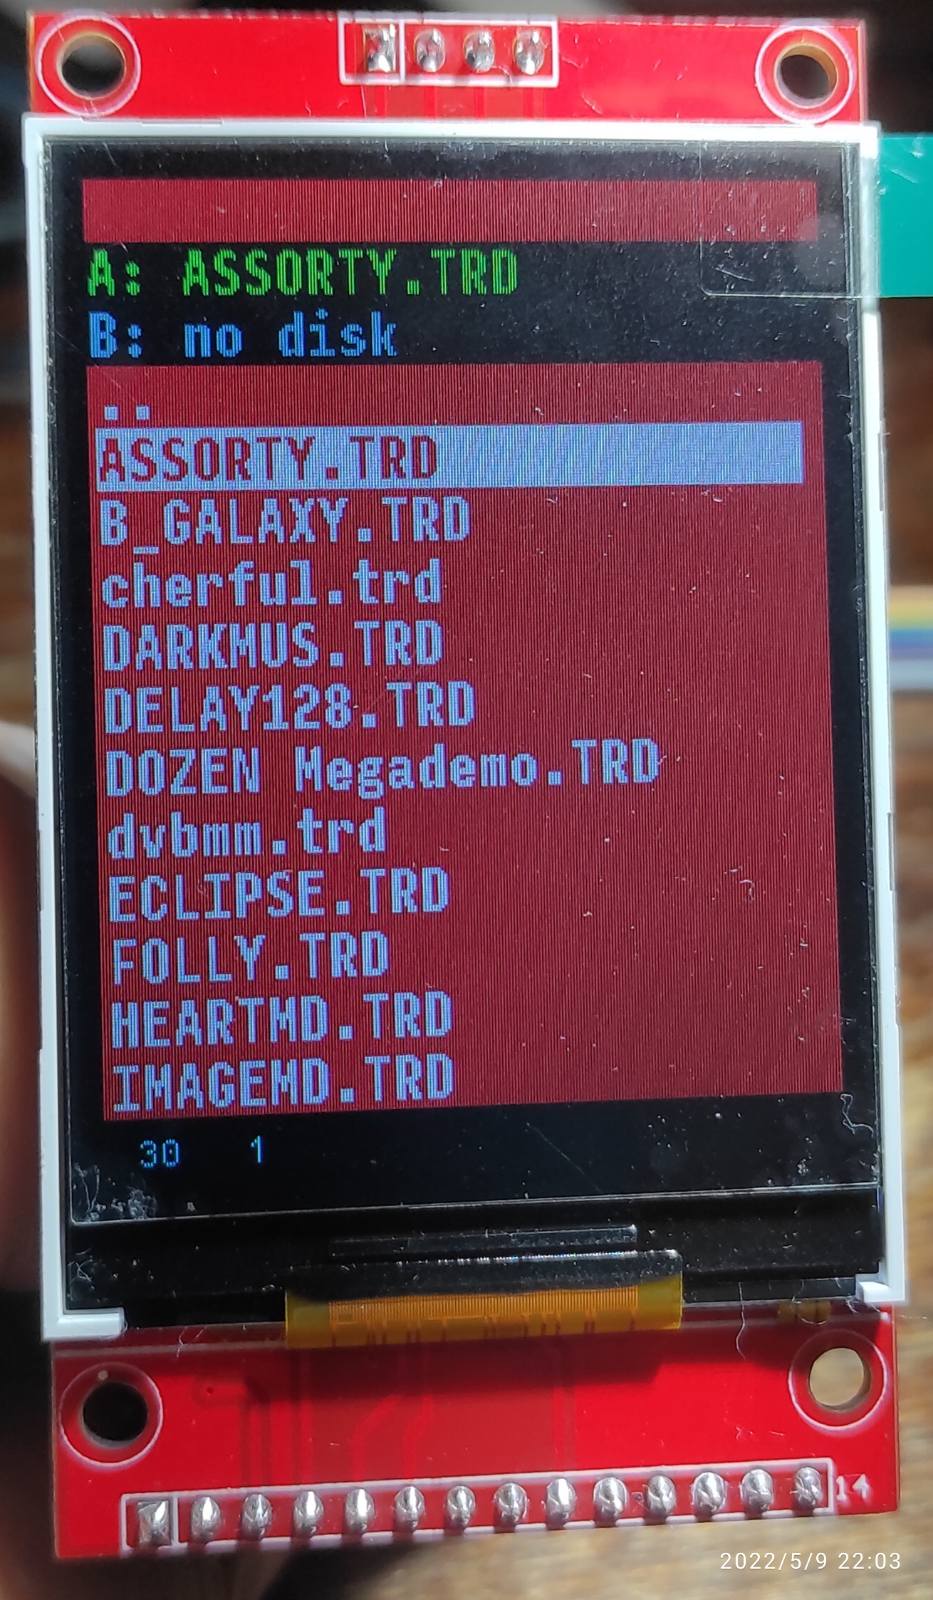 A: ASSORTY.TRD
B: no disk
..
ASSORTY.TRD
B_GALAXY.TRD
cherful.trd
DARKMUS.TRD
DELAY128.TRD
DOZEN Megademo.TRD
dvbmm.trd
ECLIPSE.TRD
FOLLY.TRD
HEARTMD.TRD
IMAGEMD.TRD
30 1
14
2022/5/9 22:03